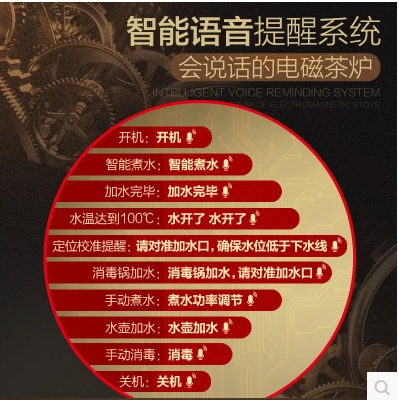 智能语音提醒系统
会说话的电磁茶炉
INTELLIGENT VOICE REMINDING SYSTEM
OF ELECTROMAGNETIC STOVE
开机：开机
智能煮水：智能煮水
加水完毕：加水完毕
水温达到100℃：水开了 水开了
定位校准提醒：请对准加水口，确保水位低于下水线
消毒锅加水：消毒锅加水，请对准加水口
手动煮水：煮水功率调节
水壶加水：水壶加水
手动消毒：消毒
关机：关机